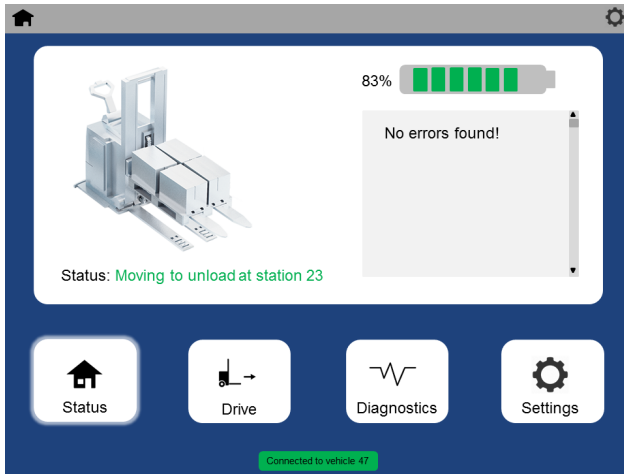 83%
No errors found!
Status: Moving to unload at station 23
Status
Drive
Diagnostics
Settings
Connected to vehicle 47